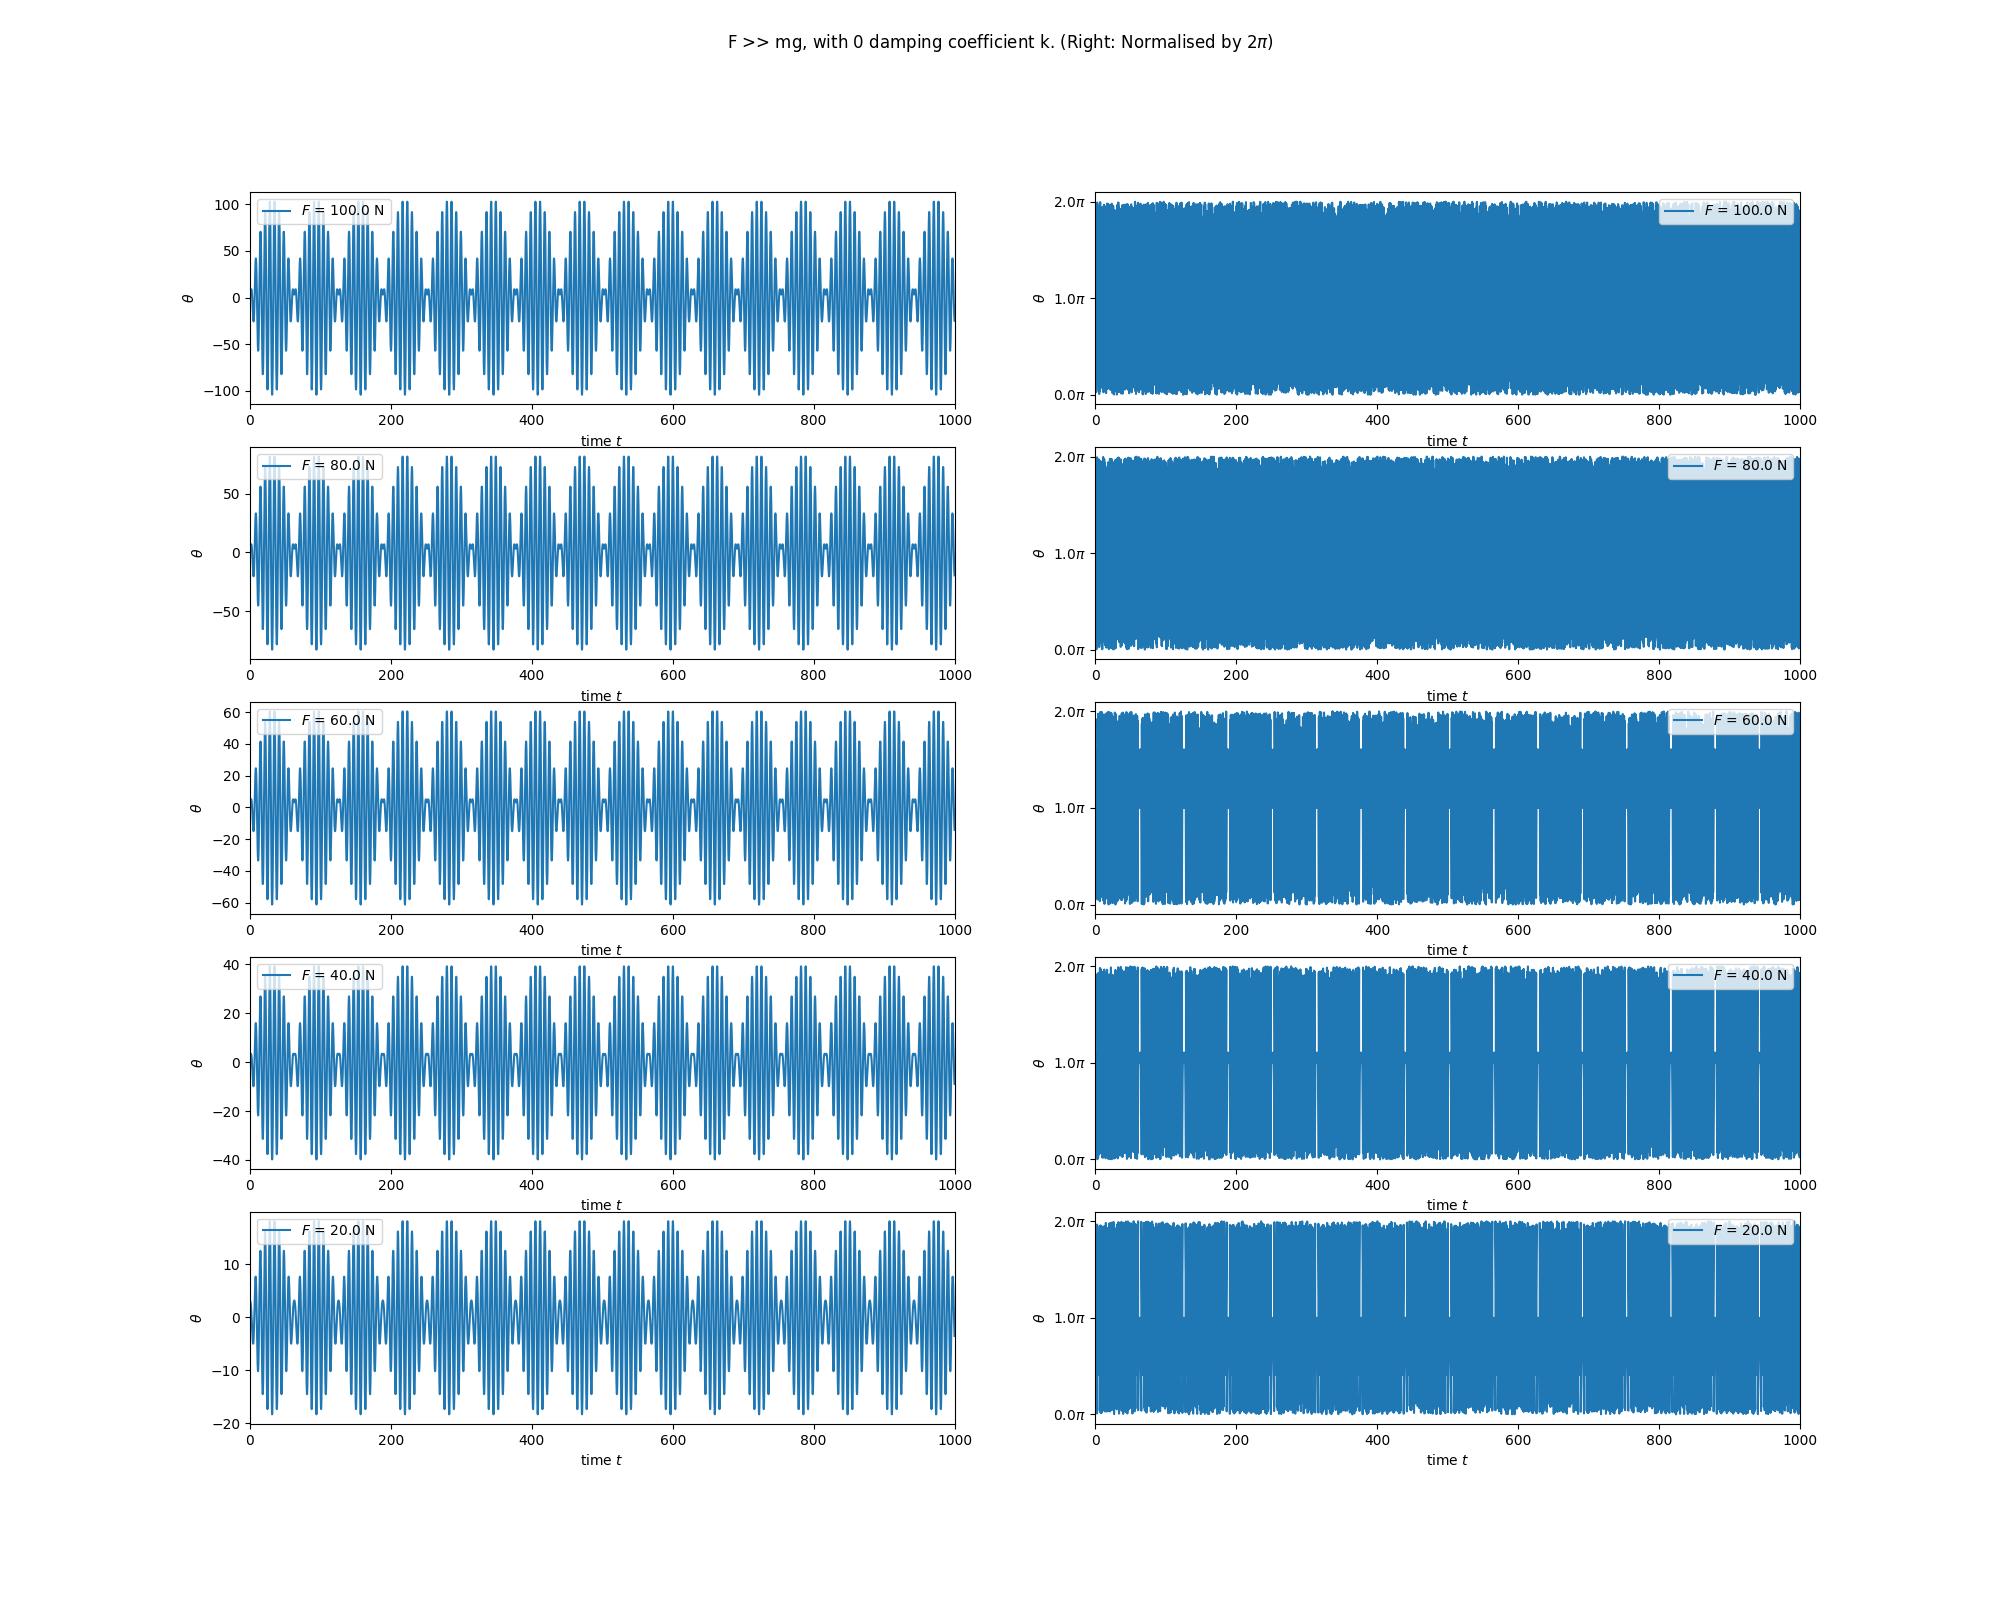 F >> mg, with 0 damping coefficient k. (Right: Normalised by 2π)
100
50
0
−50
−100
θ
F = 100.0 N
0 200 400 600 800 1000
time t
2.0π
1.0π
0.0π
θ
F = 100.0 N
0 200 400 600 800 1000
time t
50
0
−50
θ
F = 80.0 N
0 200 400 600 800 1000
time t
2.0π
1.0π
0.0π
θ
F = 80.0 N
0 200 400 600 800 1000
time t
60
40
20
0
−20
−40
−60
θ
F = 60.0 N
0 200 400 600 800 1000
time t
2.0π
1.0π
0.0π
θ
F = 60.0 N
0 200 400 600 800 1000
time t
40
20
0
−20
−40
θ
F = 40.0 N
0 200 400 600 800 1000
time t
2.0π
1.0π
0.0π
θ
F = 40.0 N
0 200 400 600 800 1000
time t
10
0
−10
−20
θ
F = 20.0 N
0 200 400 600 800 1000
time t
2.0π
1.0π
0.0π
θ
F = 20.0 N
0 200 400 600 800 1000
time t